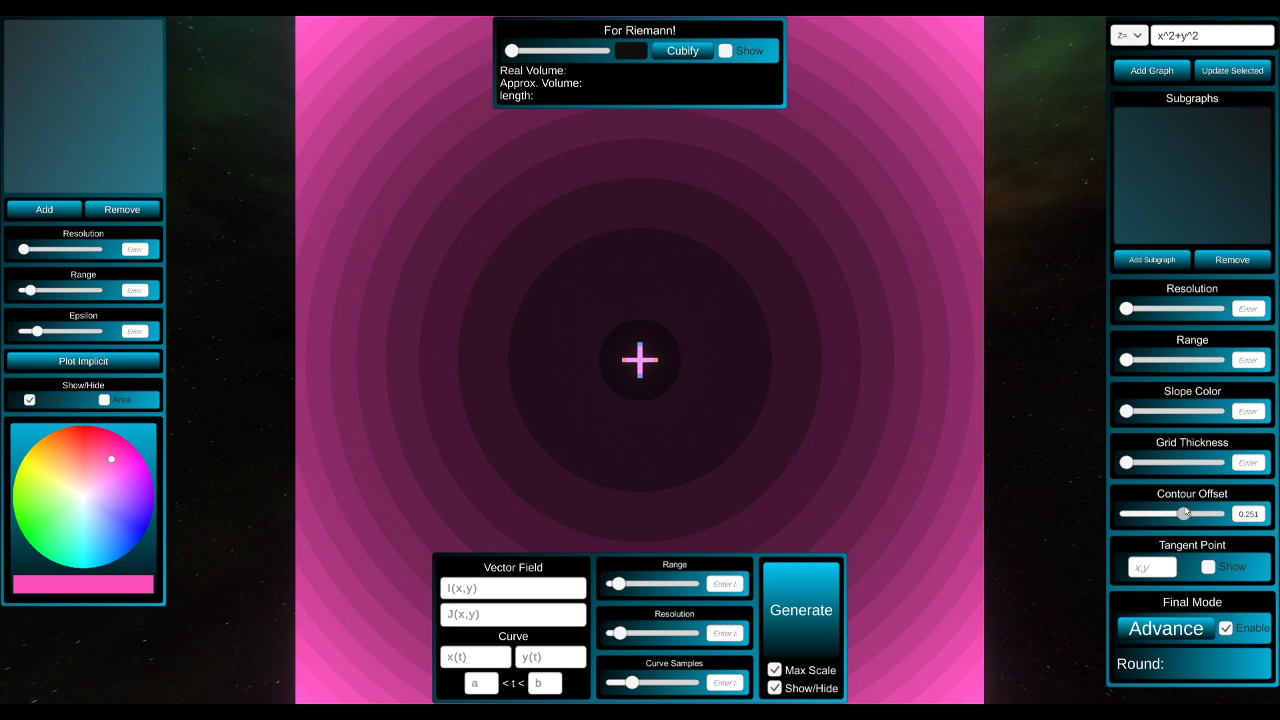 Add
Remove
Resolution
Enter
Range
Enter
Epsilon
Enter
Plot Implicit
Show/Hide
Area
For Riemann!
Cubify
Show
Real Volume:
Approx. Volume:
length:
Vector Field
I(x,y)
J(x,y)
Curve
x(t)
y(t)
a
< t <
b
Range
Enter t
Resolution
Enter t
Curve Samples
Enter t
Generate
Max Scale
Show/Hide
Z=
x^2+y^2
Add Graph
Update Selected
Subgraphs
Add Subgraph
Remove
Resolution
Enter
Range
Enter
Slope Color
Enter
Grid Thickness
Enter
Contour Offset
0.251
Tangent Point
x,y
Show
Final Mode
Advance
Enable
Round: